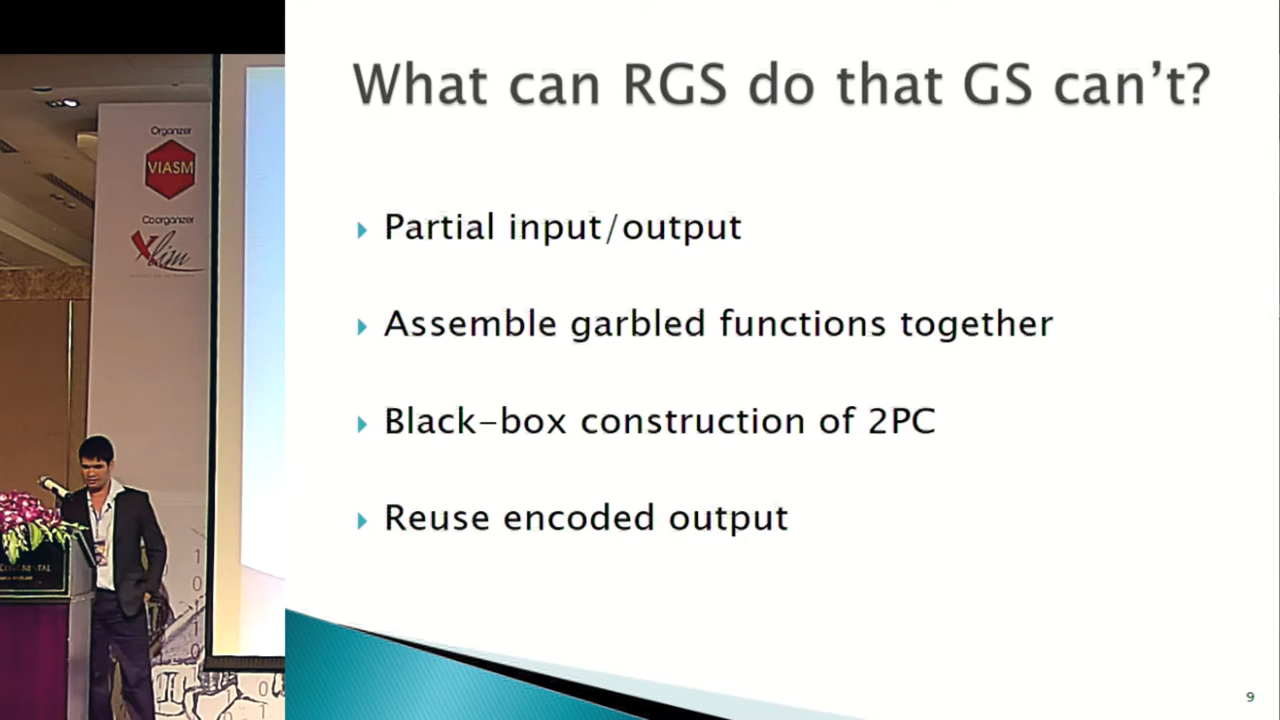 Organizer
VIASM
Coorganizer
Xlim
What can RGS do that GS can't?
Partial input/output
Assemble garbled functions together
Black-box construction of 2PC
Reuse encoded output
9